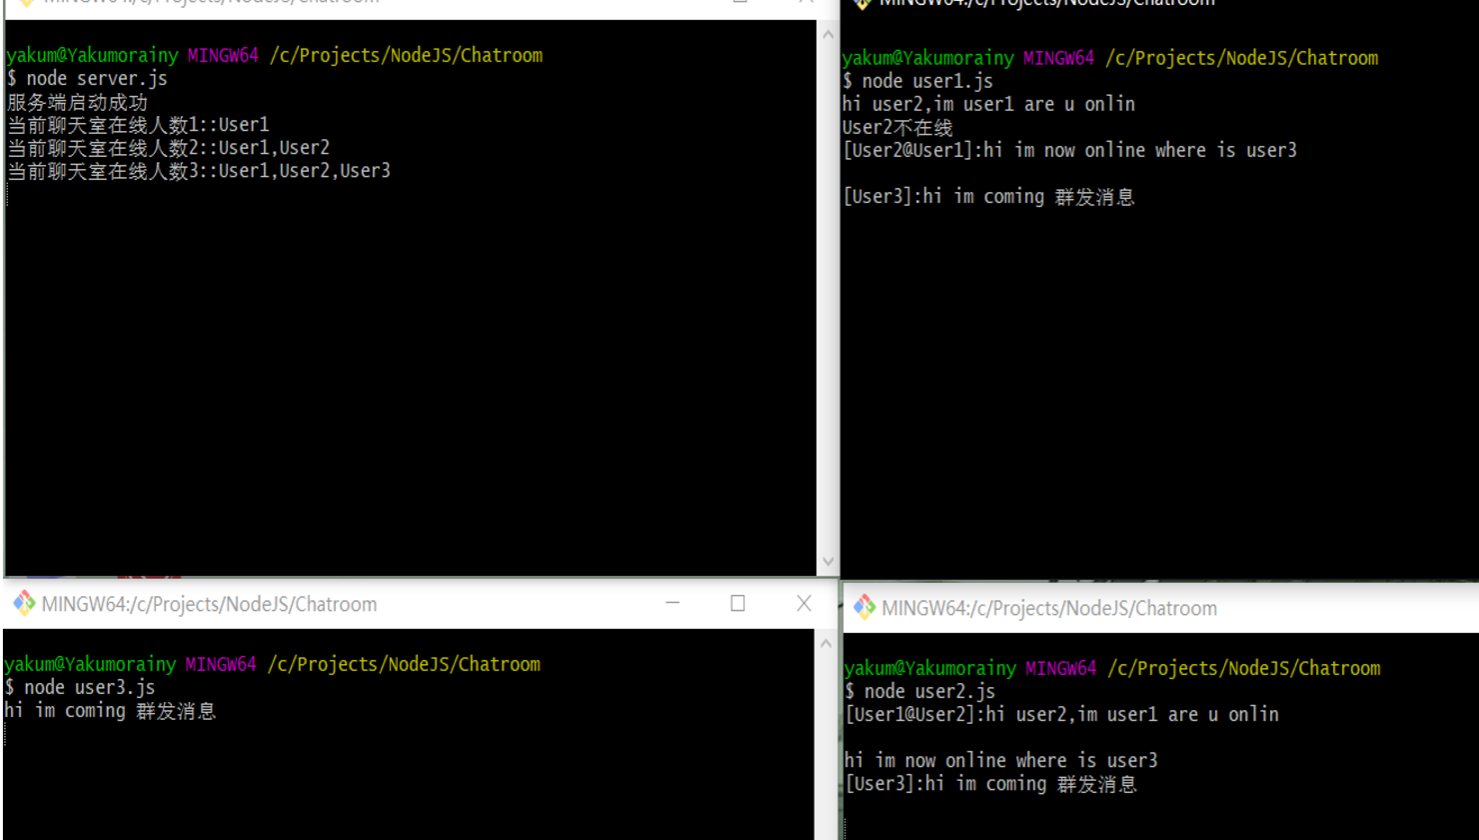 MINGW64:/c/Projects/NodeJS/Chatroom
yakum@Yakumorainy MINGW64 /c/Projects/NodeJS/Chatroom
$ node server.js
服务端启动成功
当前聊天室在线人数1::User1
当前聊天室在线人数2::User1,User2
当前聊天室在线人数3::User1,User2,User3
MINGW64:/c/Projects/NodeJS/Chatroom
yakum@Yakumorainy MINGW64 /c/Projects/NodeJS/Chatroom
$ node user1.js
hi user2,im user1 are u onlin
User2不在线
[User2@User1]:hi im now online where is user3
[User3]:hi im coming 群发消息
MINGW64:/c/Projects/NodeJS/Chatroom
yakum@Yakumorainy MINGW64 /c/Projects/NodeJS/Chatroom
$ node user3.js
hi im coming 群发消息
MINGW64:/c/Projects/NodeJS/Chatroom
yakum@Yakumorainy MINGW64 /c/Projects/NodeJS/Chatroom
$ node user2.js
[User1@User2]:hi user2,im user1 are u onlin
hi im now online where is user3
[User3]:hi im coming 群发消息